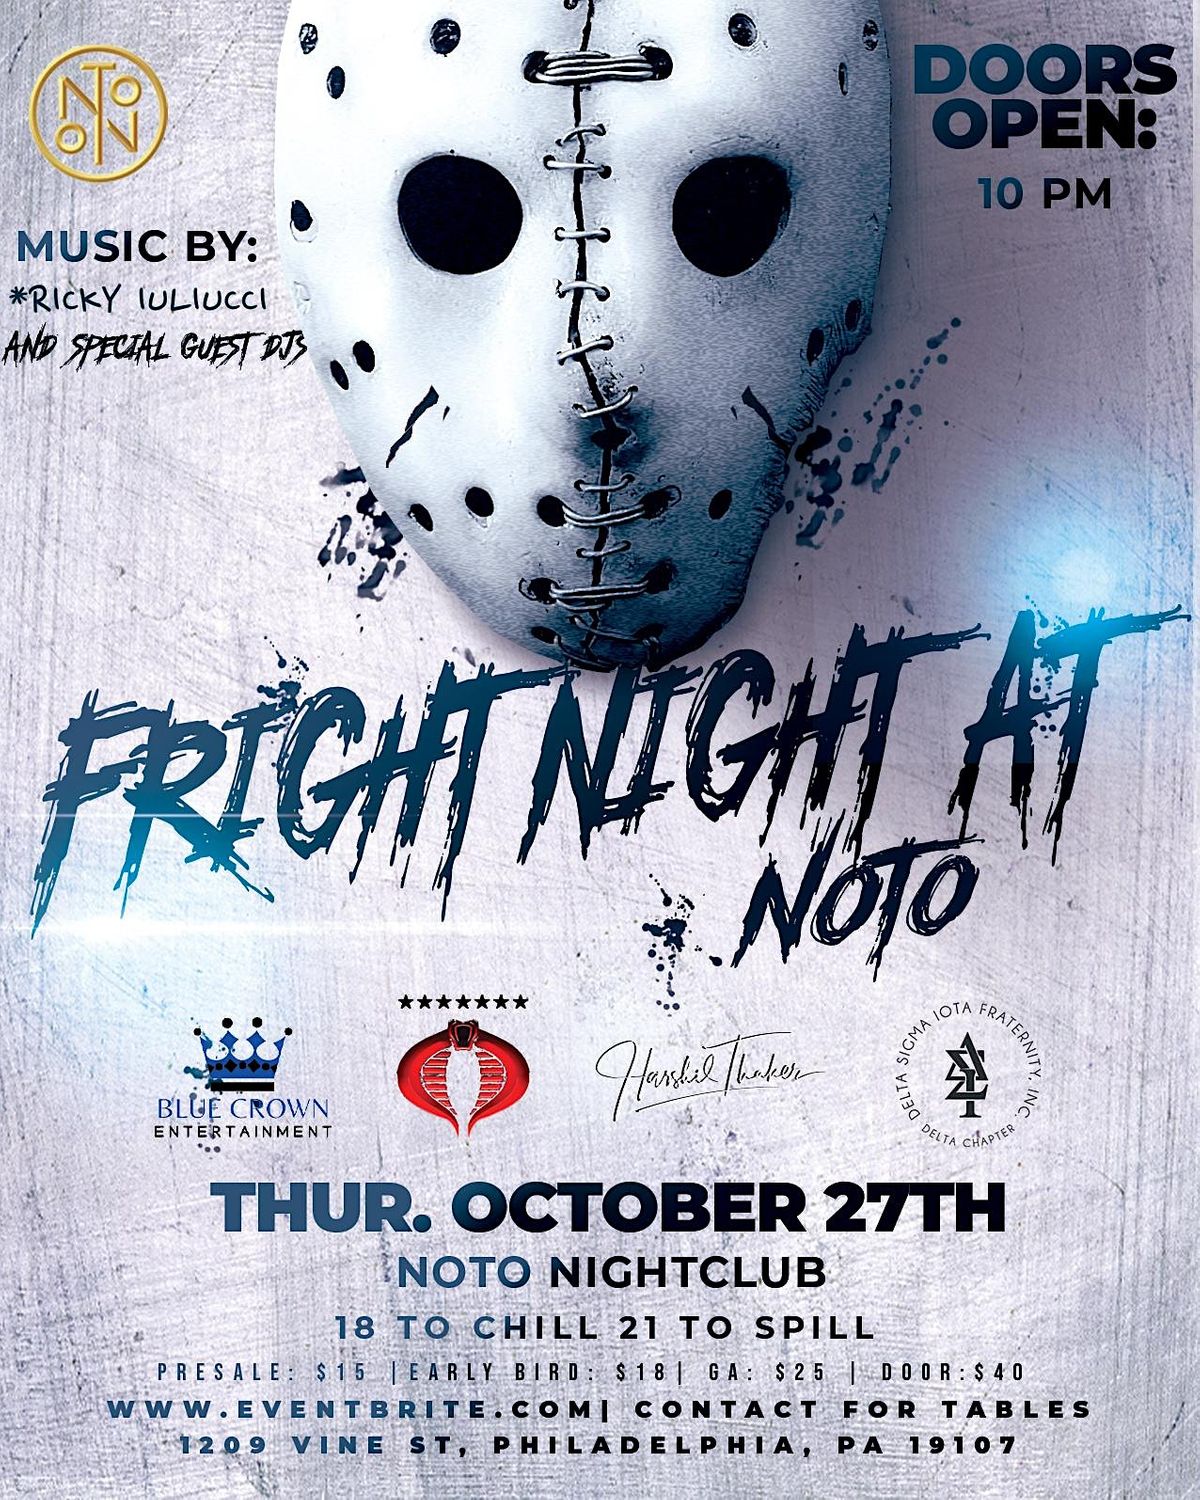 NOTO
DOORS
OPEN:
10 PM
MUSIC BY:
*RICKY IULIUCCI
AND SPECIAL GUEST DJS
FRIGHT NIGHT AT
NOTO
BLUE CROWN
ENTERTAINMENT
Harshil Thaker
DELTA SIGMA IOTA FRATERNITY, INC.
ΔΣΙ
DELTA CHAPTER
THUR. OCTOBER 27TH
NOTO NIGHTCLUB
18 TO CHILL 21 TO SPILL
PRESALE: $15 |EARLY BIRD: $18| GA: $25 | DOOR:$40
WWW.EVENTBRITE.COM| CONTACT FOR TABLES
1209 VINE ST, PHILADELPHIA, PA 19107